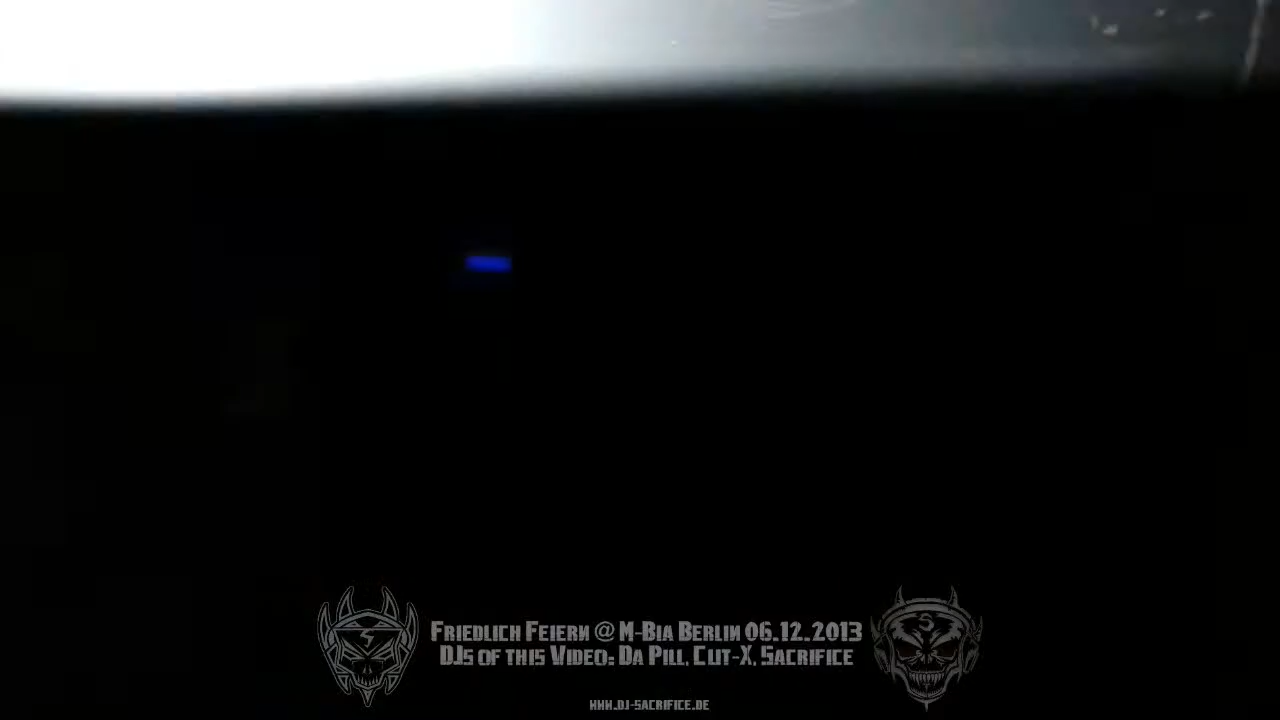 Friedlich Feiern @ M-Bia Berlin 06.12.2013
DJs of this Video: Da Pill, Cut-X, Sacrifice
www.dj-sacrifice.de